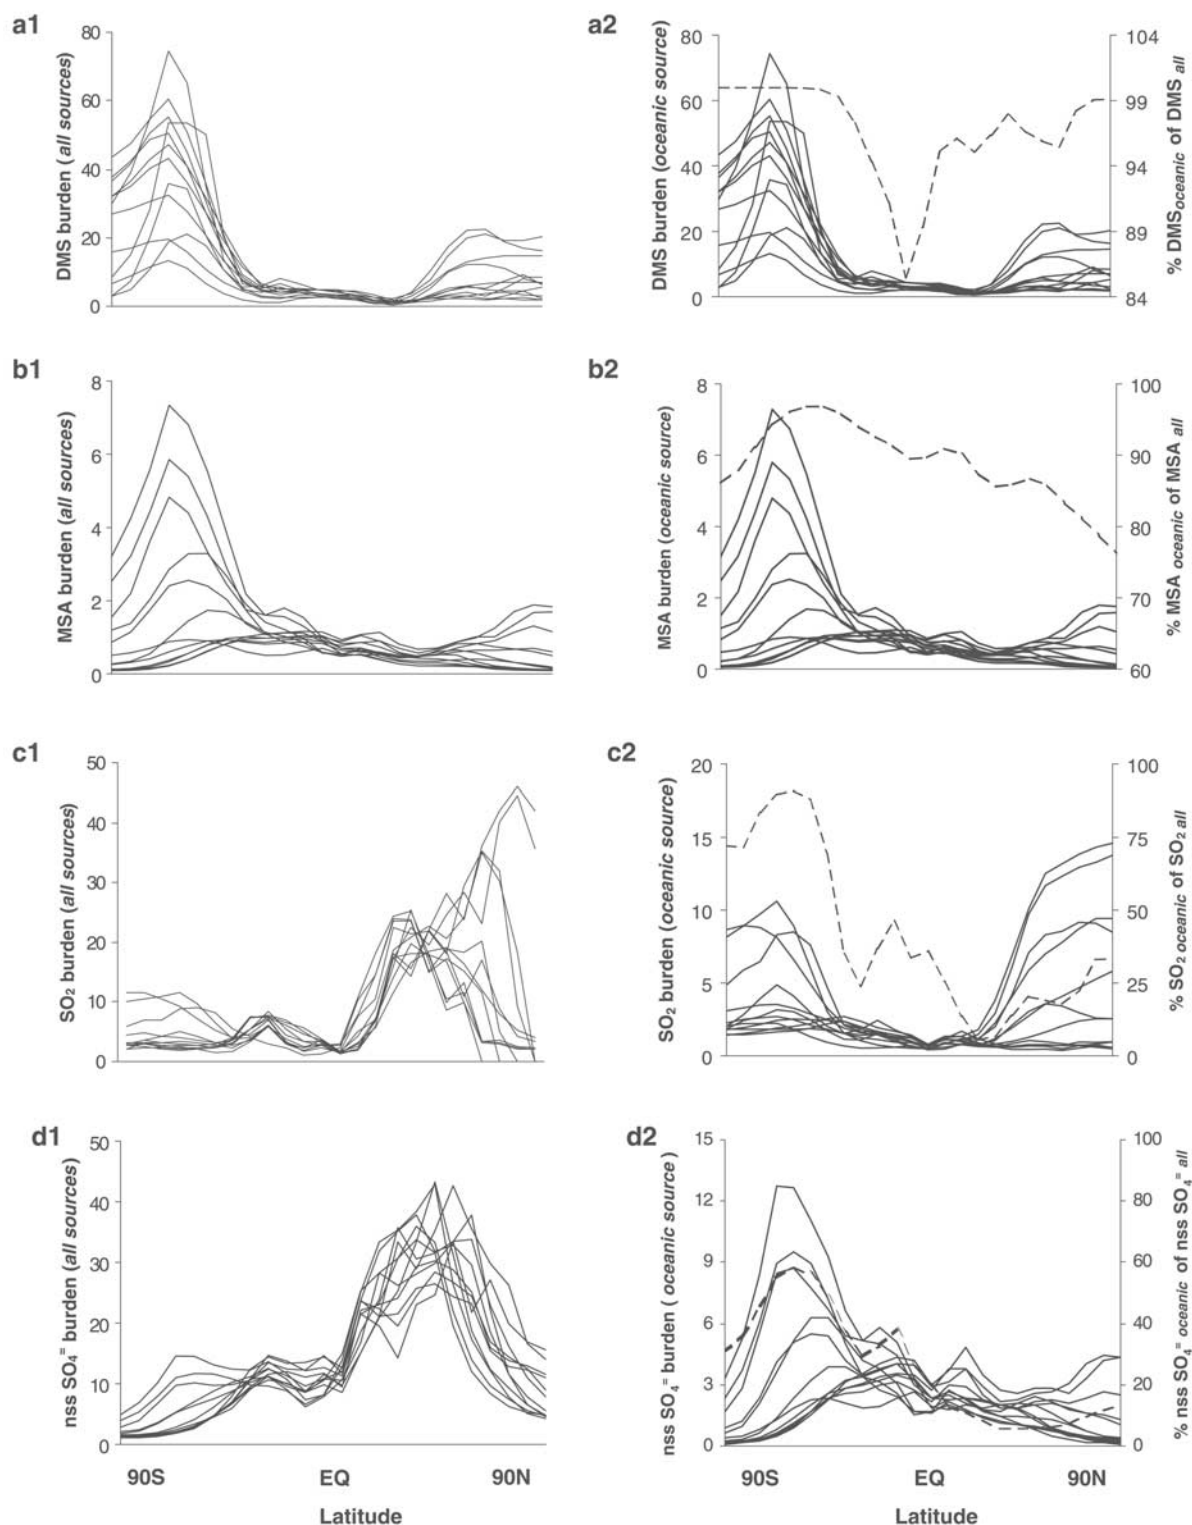 a1
DMS burden (all sources)
80
60
40
20
0
a2
DMS burden (oceanic source)
80
60
40
20
0
104
99
94
89
84
% DMSoceanic of DMS all
b1
MSA burden (all sources)
8
6
4
2
0
b2
MSA burden (oceanic source)
8
6
4
2
0
100
90
80
70
60
% MSA oceanic of MSA all
c1
SO2 burden (all sources)
50
40
30
20
10
0
c2
SO2 burden (oceanic source)
20
15
10
5
0
100
75
50
25
0
% SO2 oceanic of SO2 all
d1
nss SO4= burden (all sources)
50
40
30
20
10
0
90S EQ 90N
Latitude
d2
nss SO4= burden (oceanic source)
15
12
9
6
3
0
100
80
60
40
20
0
% nss SO4= oceanic of nss SO4= all
90S EQ 90N
Latitude